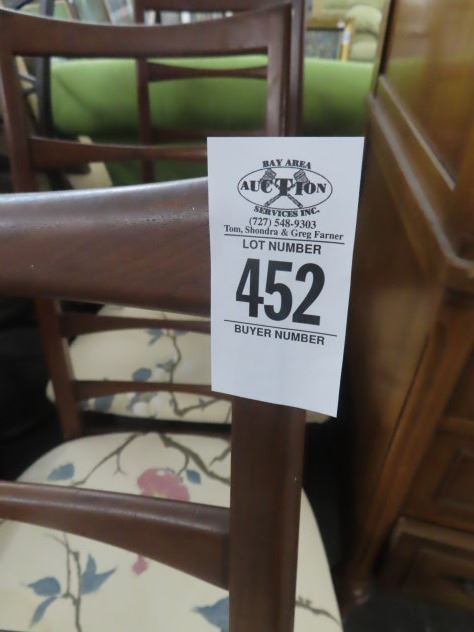 BAY AREA
AUCTION
SERVICES INC.
(727) 548-9303
Tom, Shondra & Greg Farner
LOT NUMBER
452
BUYER NUMBER